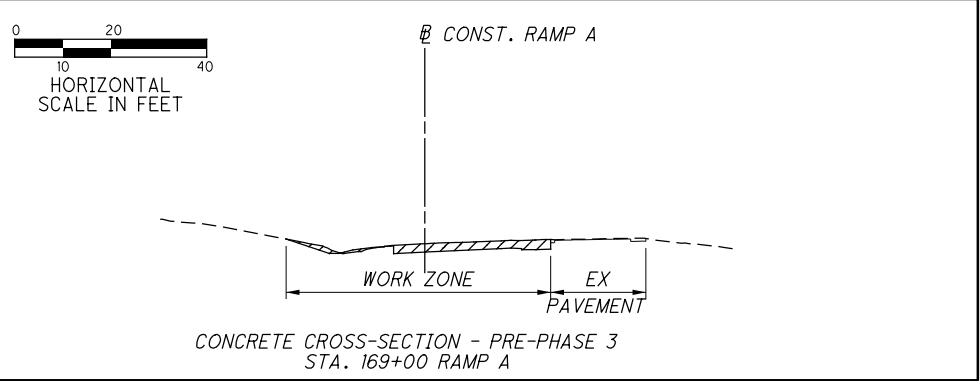 0 20
10 40
HORIZONTAL
SCALE IN FEET
BL CONST. RAMP A
WORK ZONE
EX
PAVEMENT
CONCRETE CROSS-SECTION - PRE-PHASE 3
STA. 169+00 RAMP A